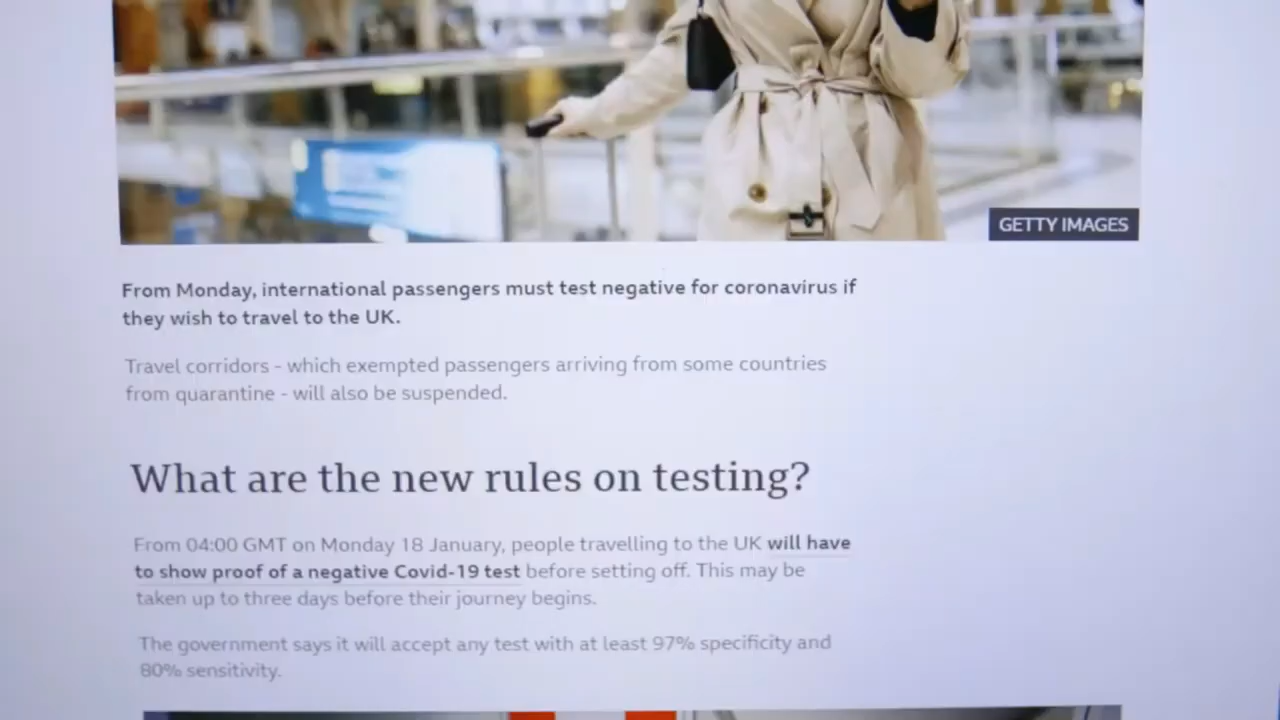 GETTY IMAGES
From Monday, international passengers must test negative for coronavirus if
they wish to travel to the UK.
Travel corridors - which exempted passengers arriving from some countries
from quarantine - will also be suspended.
What are the new rules on testing?
From 04:00 GMT on Monday 18 January, people travelling to the UK will have
to show proof of a negative Covid-19 test before setting off. This may be
taken up to three days before their journey begins.
The government says it will accept any test with at least 97% specificity and
80% sensitivity.